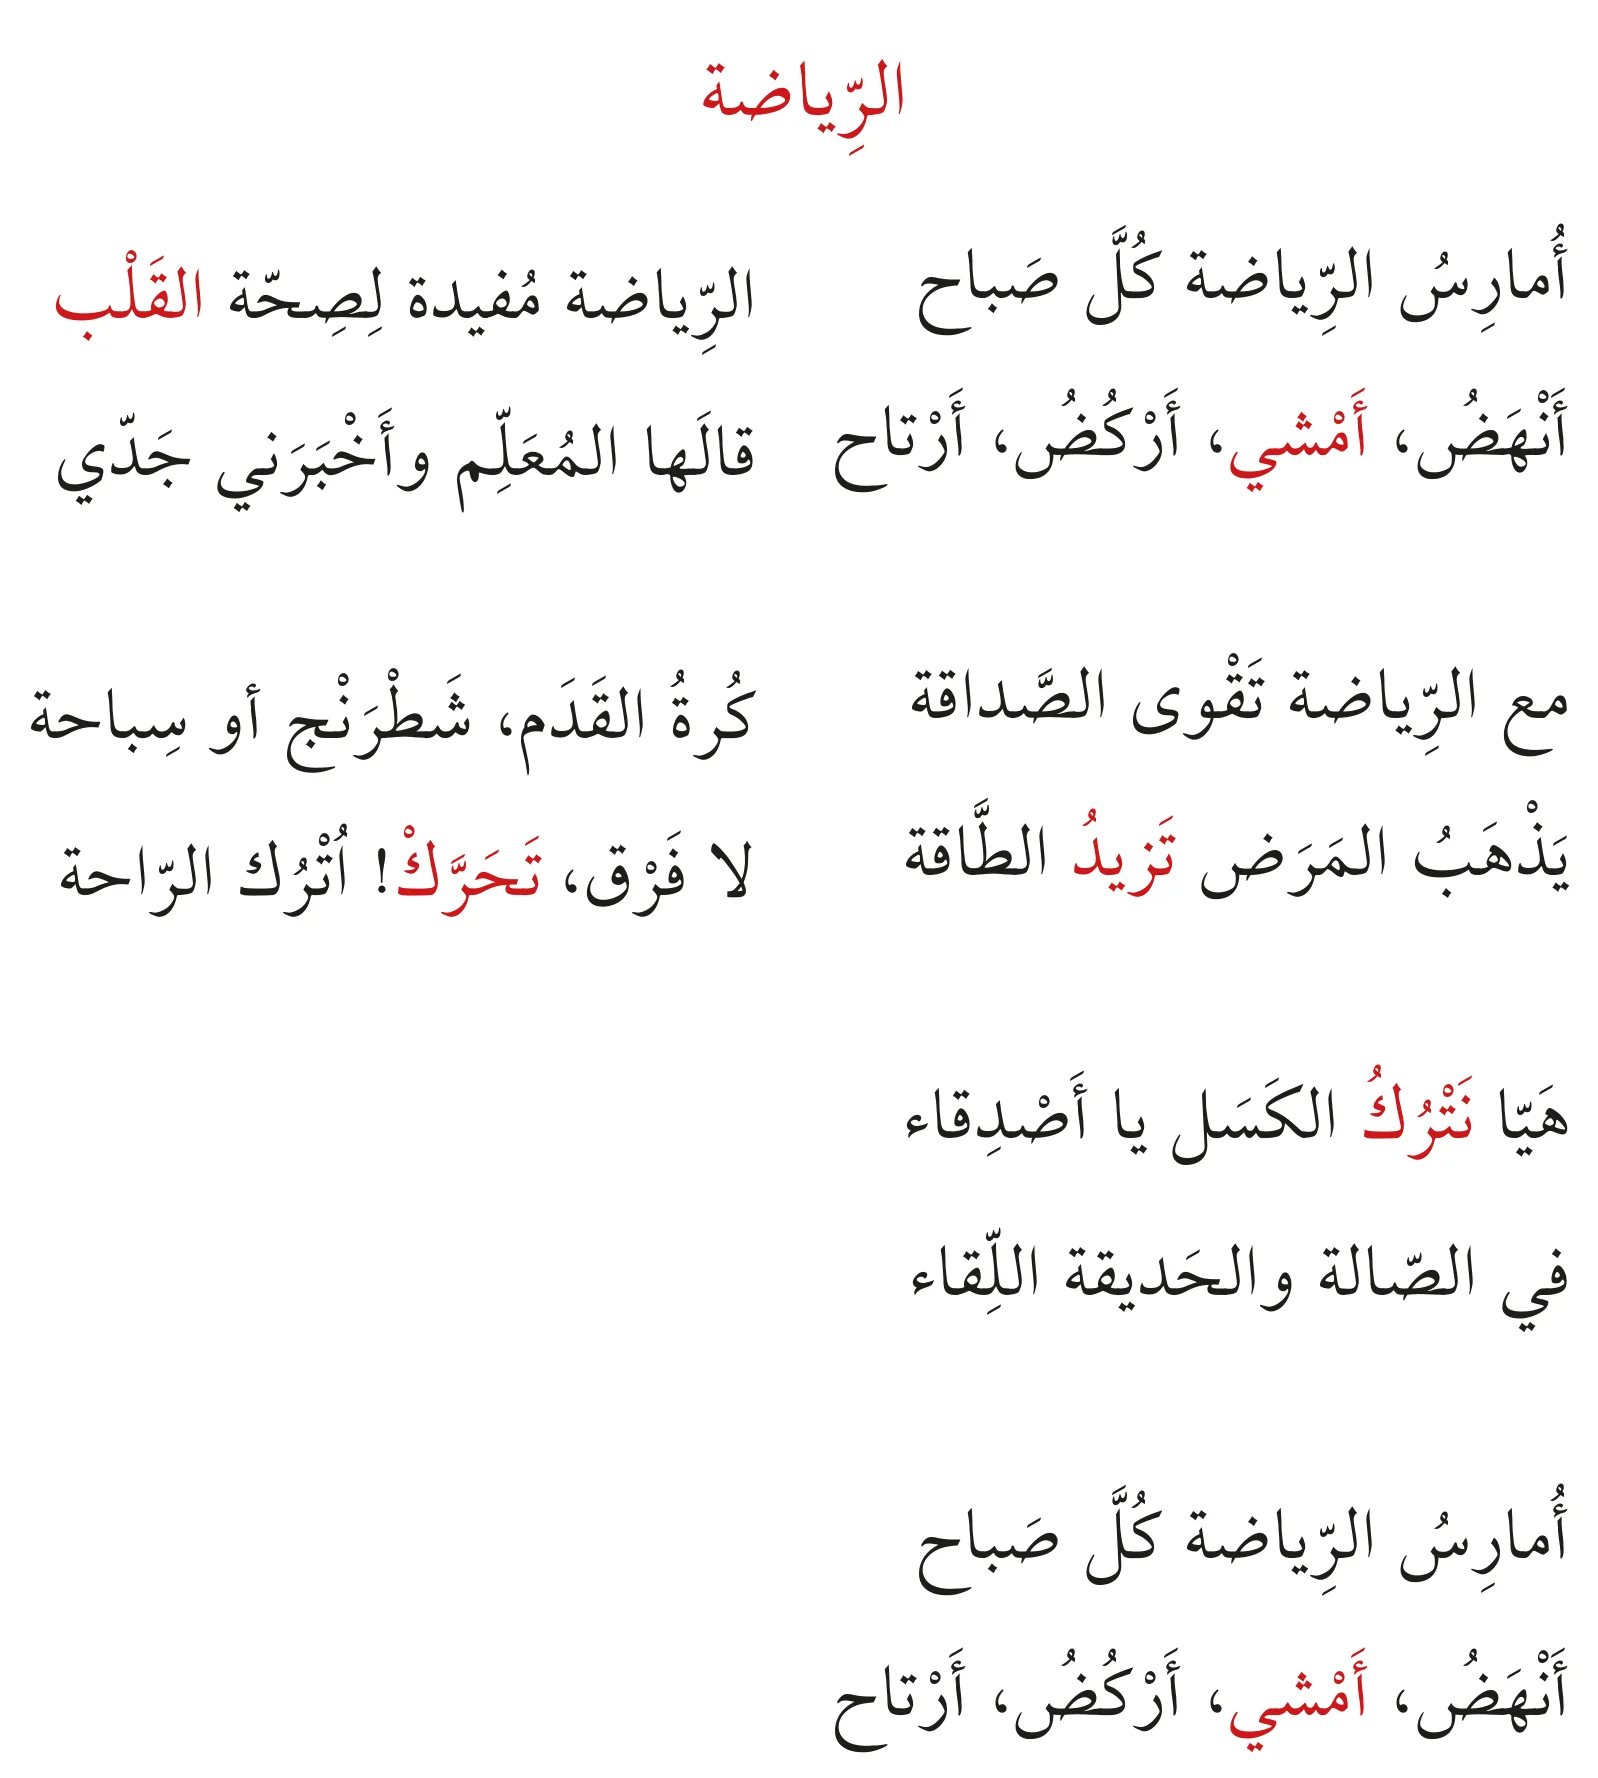 الرِّياضة
أُمارِسُ الرِّياضة كُلَّ صَباح
الرِّياضة مُفيدة لِصِحّة القَلْب
أَنْهَضُ، أَمْشي، أَرْكُضُ، أَرْتاح
قالَها المُعَلِّم وأَخْبَرَني جَدّي
مع الرِّياضة تَقْوى الصَّداقة
كُرةُ القَدَم، شَطْرَنْج أو سِباحة
يَذْهَبُ المَرَض تَزيدُ الطَّاقة
لا فَرْق، تَحَرَّكْ! اُتْرُك الرّاحة
هَيّا نَتْرُكُ الكَسَل يا أَصْدِقاء
في الصّالة والحَديقة اللِّقاء
أُمارِسُ الرِّياضة كُلَّ صَباح
أَنْهَضُ، أَمْشي، أَرْكُضُ، أَرْتاح